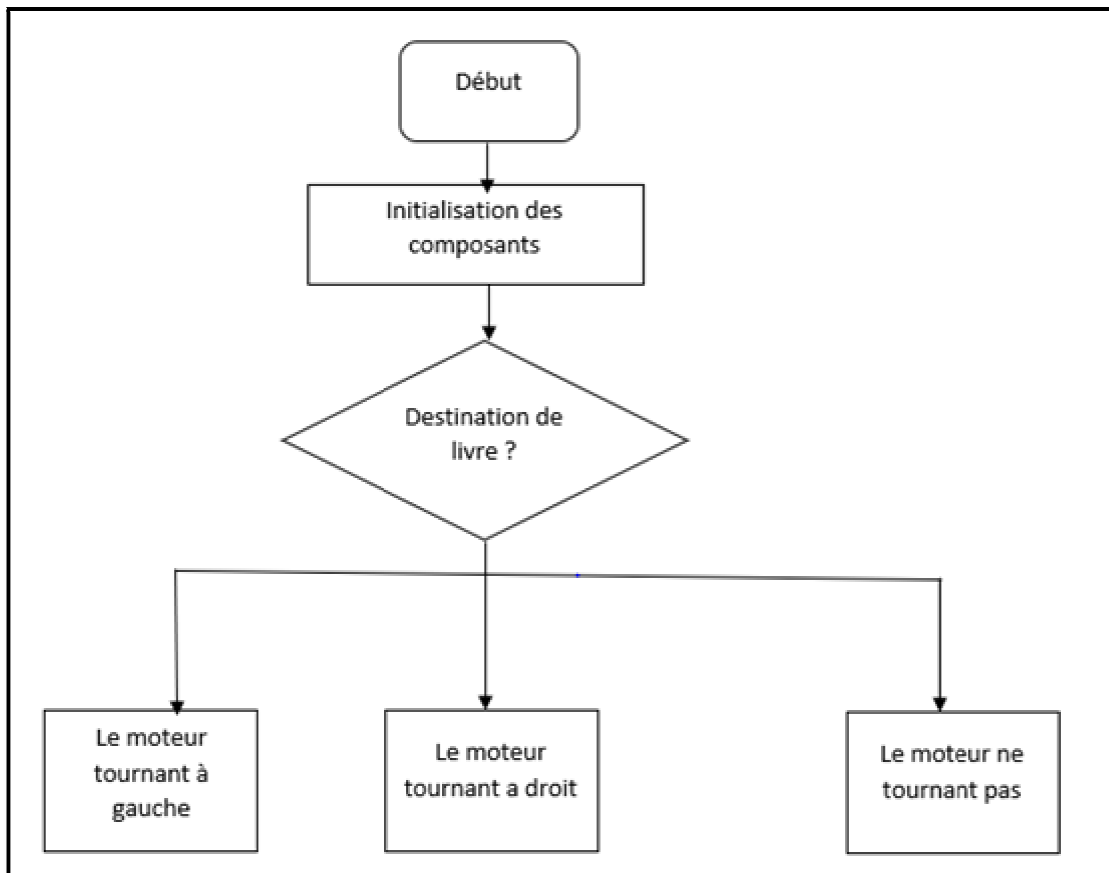 Début
Initialisation des
composants
Destination de
livre ?
Le moteur
tournant à
gauche
Le moteur
tournant a droit
Le moteur ne
tournant pas